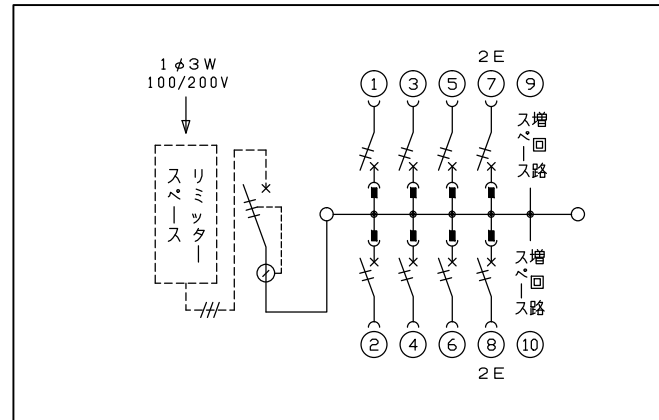 1φ3W
100/200V
リミッター
スペース
2E
① ③ ⑤ ⑦ ⑨
増回路
スペース
増回路
スペース
② ④ ⑥ ⑧ ⑩
2E